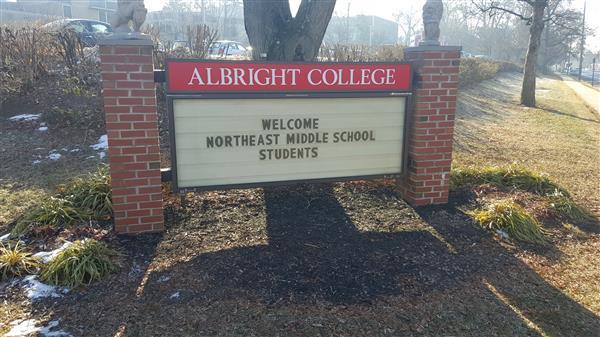 ALBRIGHT COLLEGE
WELCOME
NORTHEAST MIDDLE SCHOOL
STUDENTS